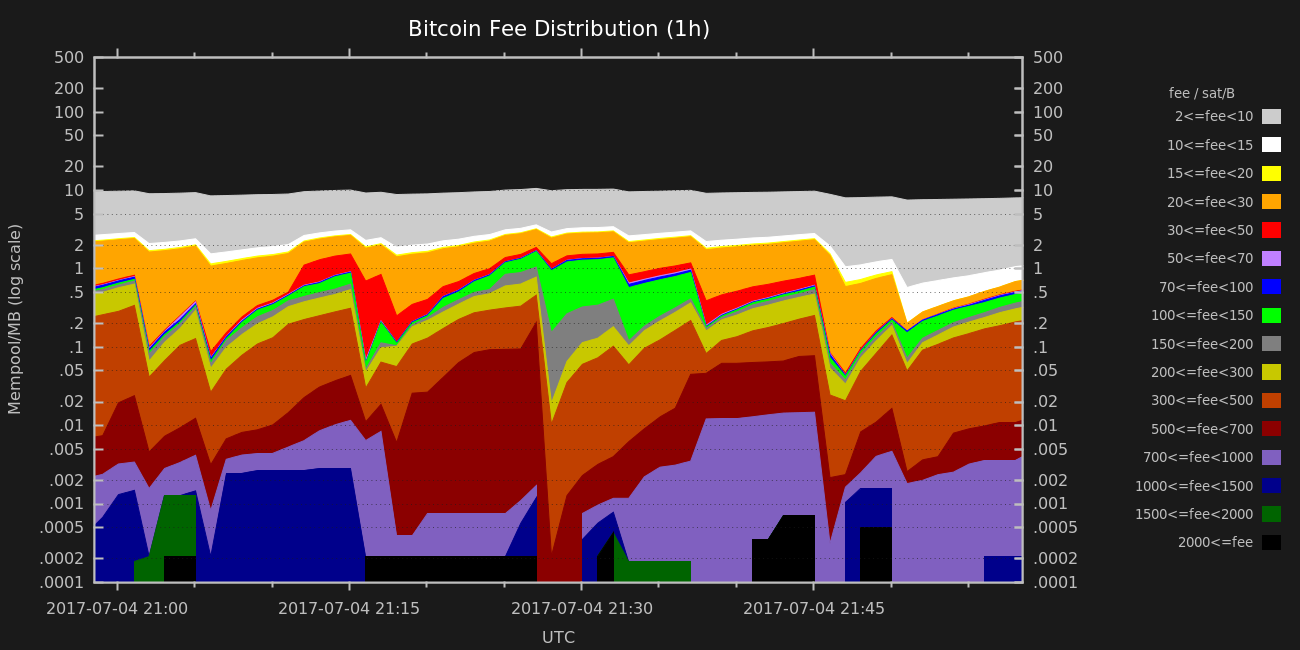 Bitcoin Fee Distribution (1h)
Mempool/MB (log scale)
500
200
100
50
20
10
5
2
1
.5
.2
.1
.05
.02
.01
.005
.002
.001
.0005
.0002
.0001
500
200
100
50
20
10
5
2
1
.5
.2
.1
.05
.02
.01
.005
.002
.001
.0005
.0002
.0001
fee / sat/B
2<=fee<10
10<=fee<15
15<=fee<20
20<=fee<30
30<=fee<50
50<=fee<70
70<=fee<100
100<=fee<150
150<=fee<200
200<=fee<300
300<=fee<500
500<=fee<700
700<=fee<1000
1000<=fee<1500
1500<=fee<2000
2000<=fee
2017-07-04 21:00 2017-07-04 21:15 2017-07-04 21:30 2017-07-04 21:45
UTC